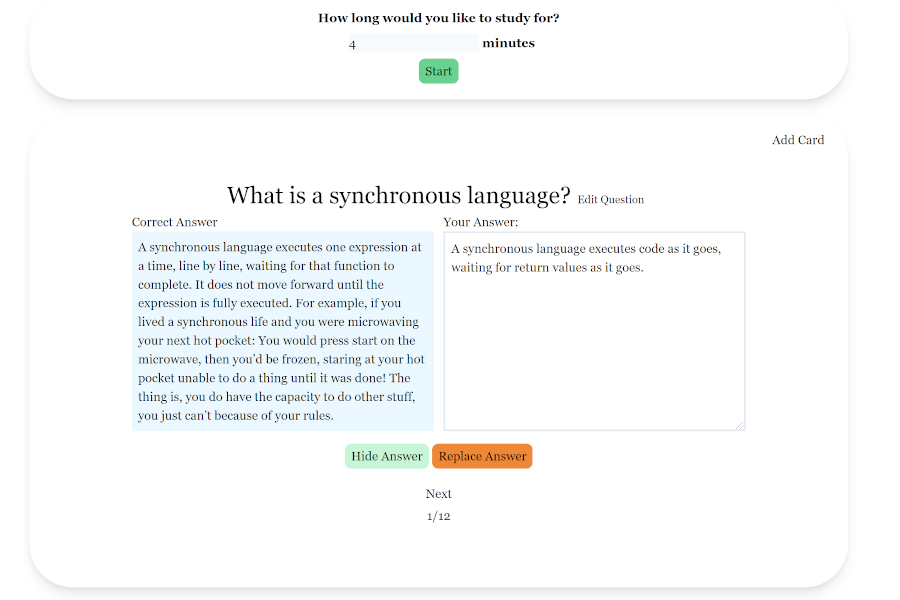 How long would you like to study for?
4 minutes
Start
Add Card
What is a synchronous language? Edit Question
Correct Answer
A synchronous language executes one expression at
a time, line by line, waiting for that function to
complete. It does not move forward until the
expression is fully executed. For example, if you
lived a synchronous life and you were microwaving
your next hot pocket: You would press start on the
microwave, then you'd be frozen, staring at your hot
pocket unable to do a thing until it was done! The
thing is, you do have the capacity to do other stuff,
you just can't because of your rules.
Your Answer:
A synchronous language executes code as it goes,
waiting for return values as it goes.
Hide Answer
Replace Answer
Next
1/12